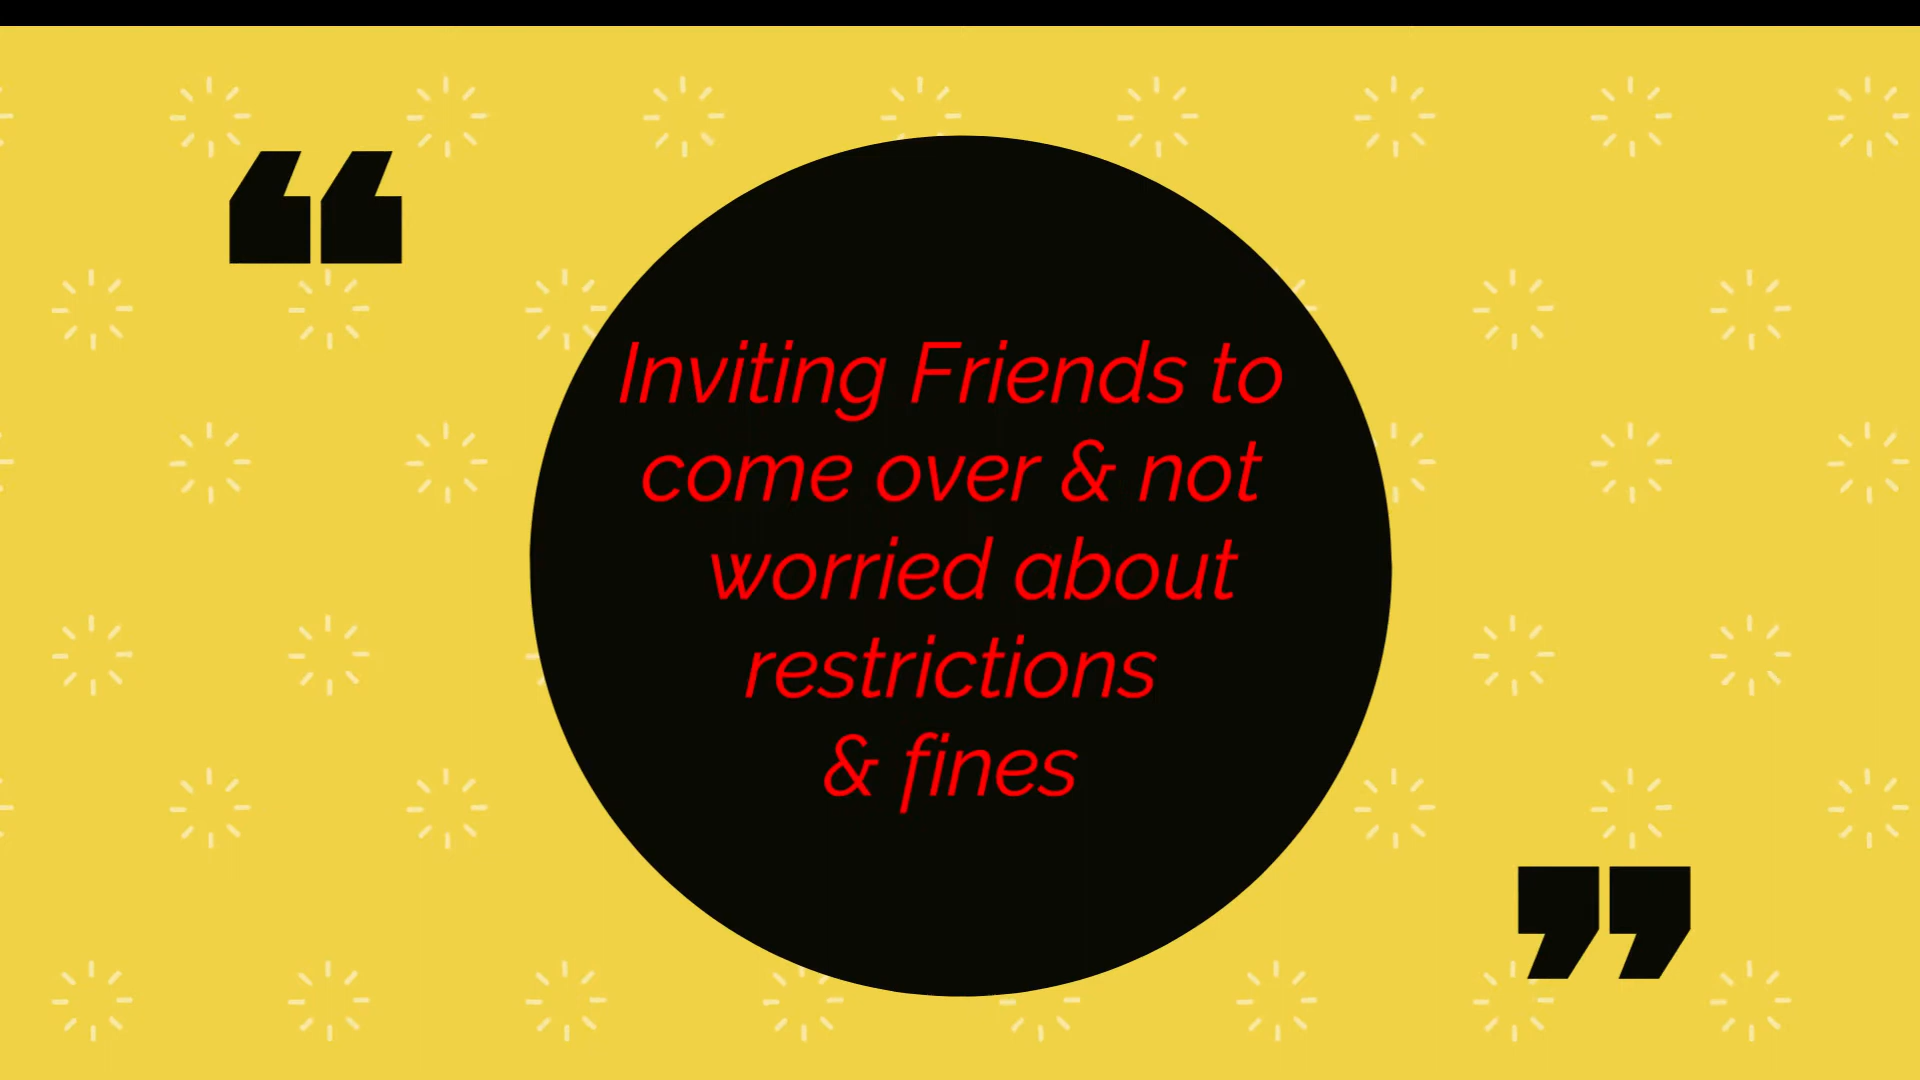 “
Inviting Friends to
come over & not
worried about
restrictions
& fines
”